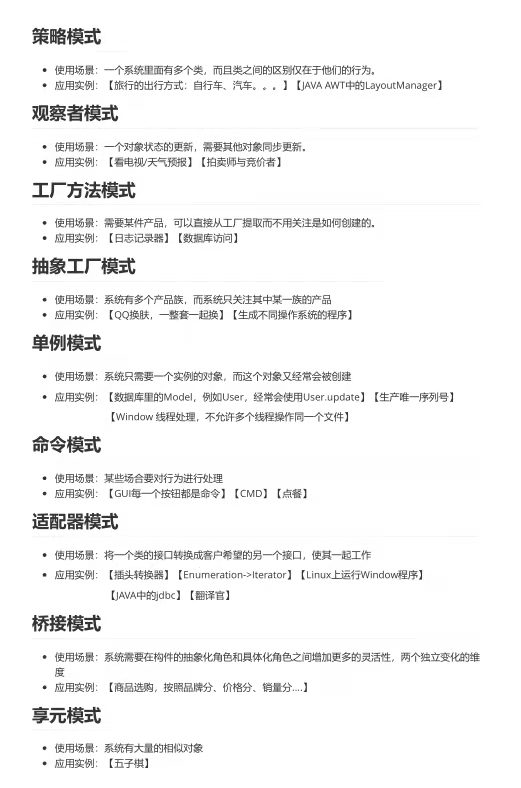 策略模式
使用场景：一个系统里面有多个类，而且类之间的区别仅在于他们的行为。
应用实例：【旅行的出行方式：自行车、汽车。。。】【JAVA AWT中的LayoutManager】
观察者模式
使用场景：一个对象状态的更新，需要其他对象同步更新。
应用实例：【看电视/天气预报】【拍卖师与竞价者】
工厂方法模式
使用场景：需要某件产品，可以直接从工厂提取而不用关注是如何创建的。
应用实例：【日志记录器】【数据库访问】
抽象工厂模式
使用场景：系统有多个产品族，而系统只关注其中某一族的产品
应用实例：【QQ换肤，一整套一起换】【生成不同操作系统的程序】
单例模式
使用场景：系统只需要一个实例的对象，而这个对象又经常会被创建
应用实例：【数据库里的Model，例如User，经常会使用User.update】【生产唯一序列号】
【Window 线程处理，不允许多个线程操作同一个文件】
命令模式
使用场景：某些场合要对行为进行处理
应用实例：【GUI每一个按钮都是命令】【CMD】【点餐】
适配器模式
使用场景：将一个类的接口转换成客户希望的另一个接口，使其一起工作
应用实例：【插头转换器】【Enumeration->Iterator】【Linux上运行Window程序】
【JAVA中的jdbc】【翻译官】
桥接模式
使用场景：系统需要在构件的抽象化角色和具体化角色之间增加更多的灵活性，两个独立变化的维
度
应用实例：【商品选购，按照品牌分、价格分、销量分....】
享元模式
使用场景：系统有大量的相似对象
应用实例：【五子棋】